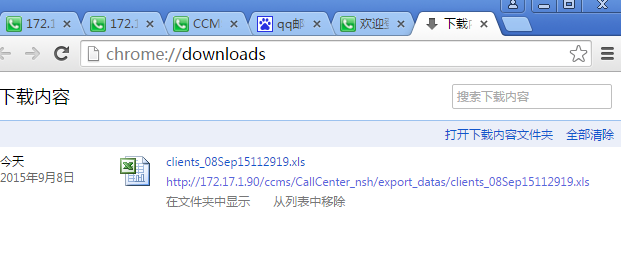 172.1
172.1
CCM
qq邮
欢迎登
下载内
chrome://downloads
下载内容
搜索下载内容
打开下载内容文件夹 全部清除
今天
2015年9月8日
clients_08Sep15112919.xls
http://172.17.1.90/ccms/CallCenter_nsh/export_datas/clients_08Sep15112919.xls
在文件夹中显示 从列表中移除